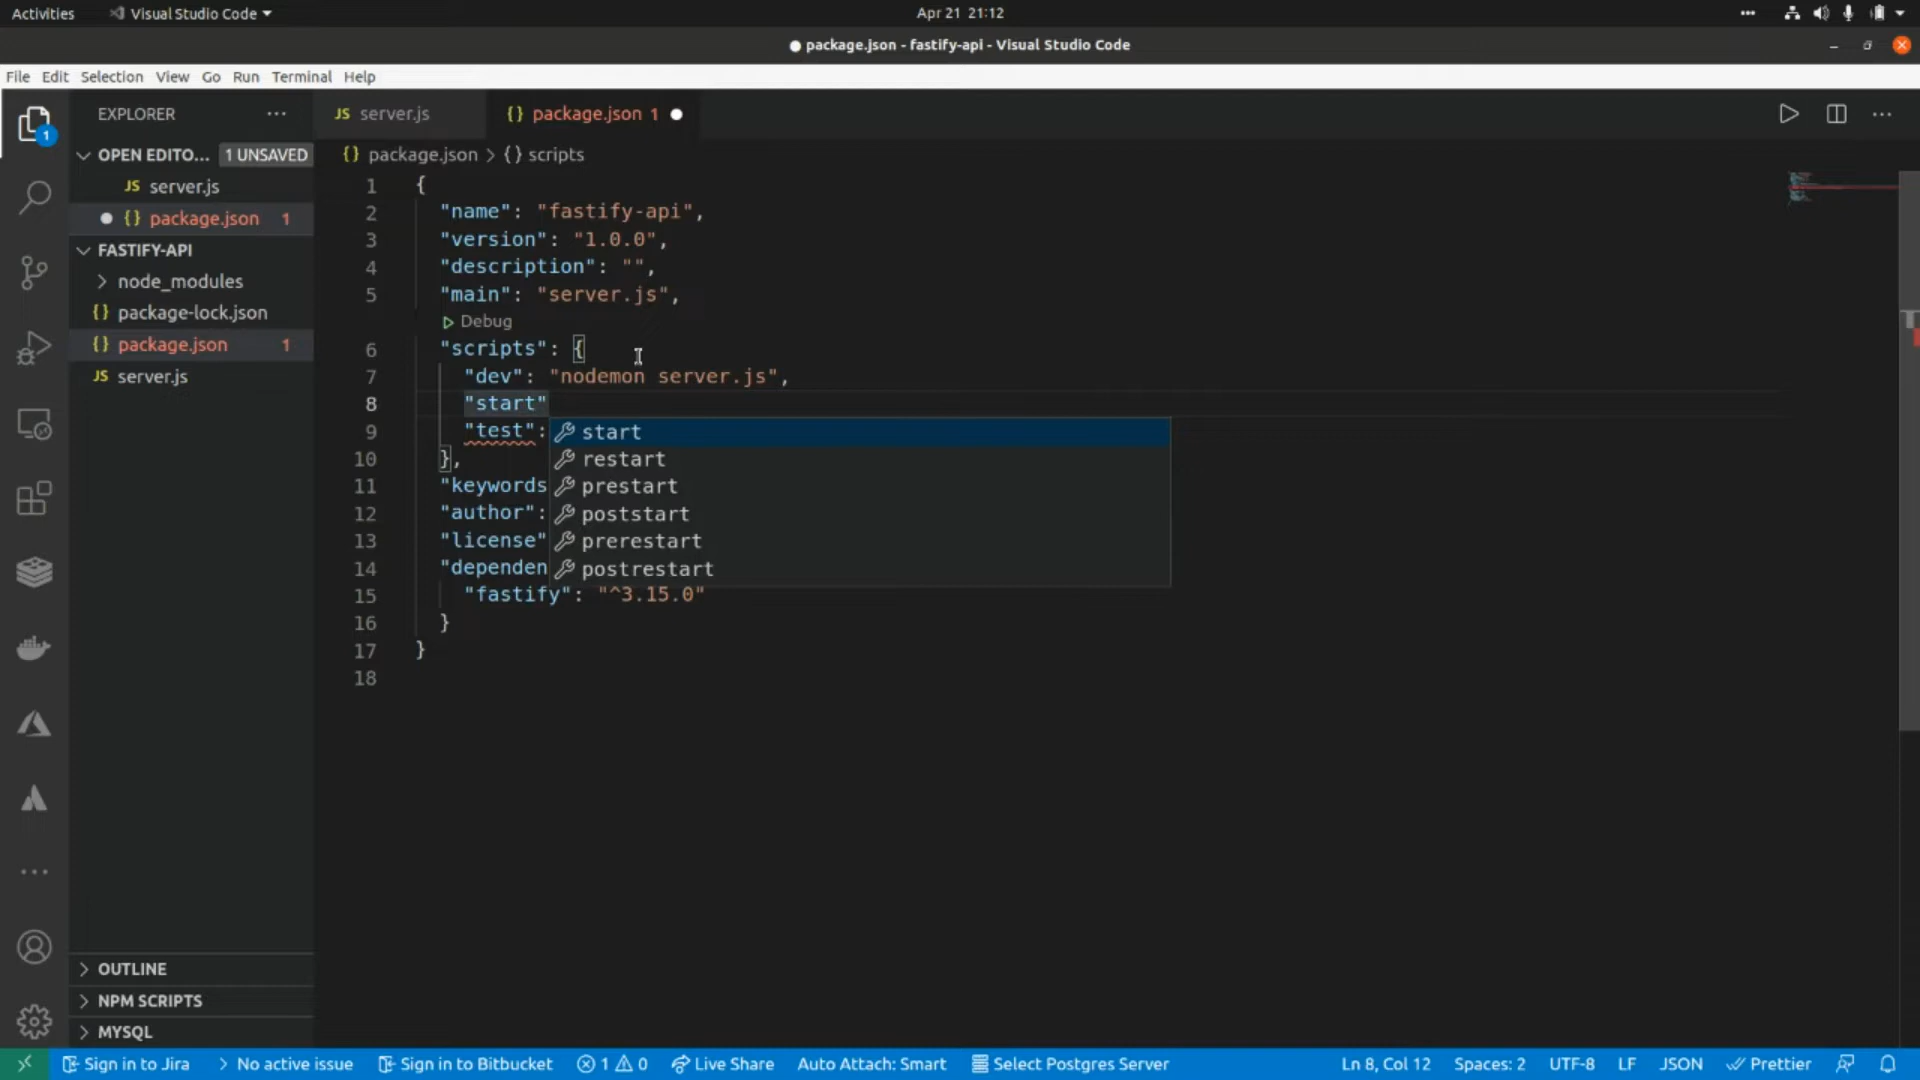 Activities
Visual Studio Code
Apr 21 21:12
package.json - fastify-api - Visual Studio Code
File Edit Selection View Go Run Terminal Help
EXPLORER
JS server.js
{} package.json 1
OPEN EDITO... 1 UNSAVED
JS server.js
{} package.json 1
FASTIFY-API
node_modules
{} package-lock.json
{} package.json 1
JS server.js
OUTLINE
NPM SCRIPTS
MYSQL
1
{} package.json > {} scripts
1 {
2 "name": "fastify-api",
3 "version": "1.0.0",
4 "description": "",
5 "main": "server.js",
Debug
6 "scripts": {
7 "dev": "nodemon server.js",
8 "start"
9 "test":
10 },
11 "keywords
12 "author":
13 "license"
14 "dependen
15 "fastify": "^3.15.0"
16 }
17 }
18
start
restart
prestart
poststart
prerestart
postrestart
Sign in to Jira
No active issue
Sign in to Bitbucket
1 0
Live Share
Auto Attach: Smart
Select Postgres Server
Ln 8, Col 12
Spaces: 2
UTF-8
LF
JSON
Prettier